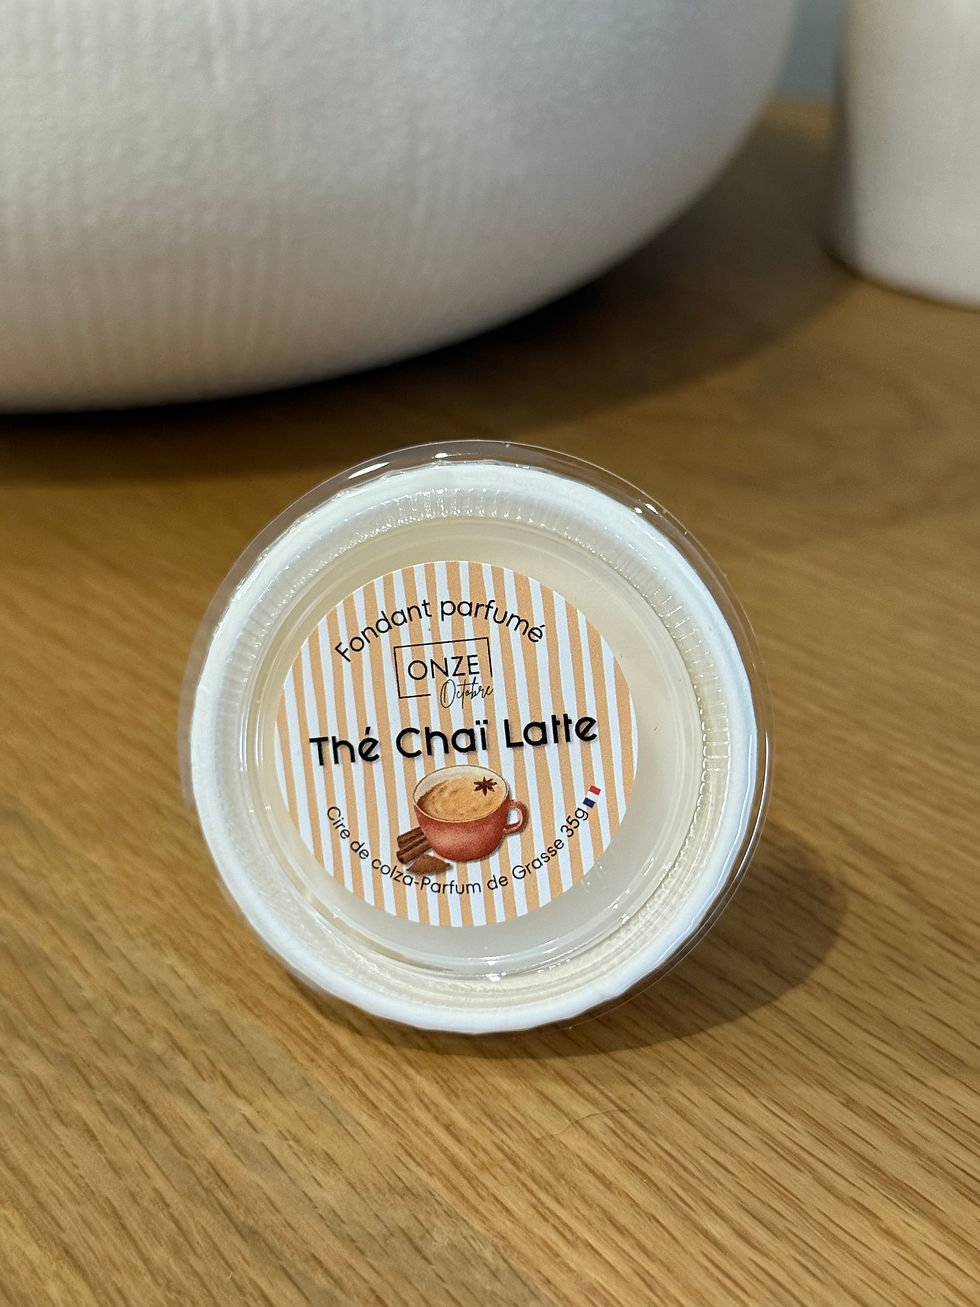 Fondant parfumé
ONZE
Octobre
Thé Chaï Latte
Cire de colza-Parfum de Grasse 35g